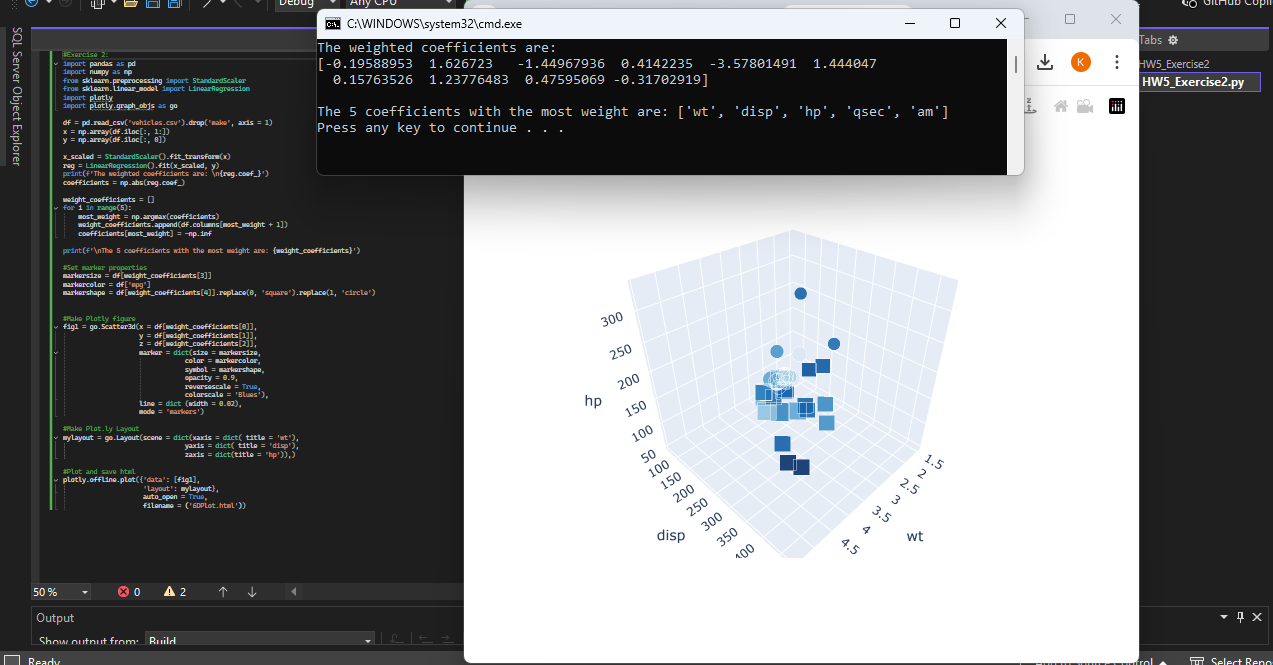 Debug
Any CPU
GitHub Copi
C:\WINDOWS\system32\cmd.exe
The weighted coefficients are:
[-0.19588953  1.626723   -1.44967936  0.4142235  -3.57801491  1.444047
  0.15763526  1.23776483  0.47595069 -0.31702919]
The 5 coefficients with the most weight are: ['wt', 'disp', 'hp', 'qsec', 'am']
Press any key to continue . . .
SQL Server Object Explorer
#Exercise 2:
import pandas as pd
import numpy as np
from sklearn.preprocessing import StandardScaler
from sklearn.linear_model import LinearRegression
import plotly
import plotly.graph_objs as go
df = pd.read_csv('vehicles.csv').drop('make', axis = 1)
x = np.array(df.iloc[:, 1:])
y = np.array(df.iloc[:, 0])
x_scaled = StandardScaler().fit_transform(x)
reg = LinearRegression().fit(x_scaled, y)
print(f'The weighted coefficients are: \n{reg.coef_}')
coefficients = np.abs(reg.coef_)
weight_coefficients = []
for i in range(5):
    most_weight = np.argmax(coefficients)
    weight_coefficients.append(df.columns[most_weight + 1])
    coefficients[most_weight] = -np.inf
print(f'\nThe 5 coefficients with the most weight are: {weight_coefficients}')
#Set marker properties
markersize = df[weight_coefficients[3]]
markercolor = df['mpg']
markershape = df[weight_coefficients[4]].replace(0, 'square').replace(1, 'circle')
#Make Plotly figure
fig1 = go.Scatter3d(x = df[weight_coefficients[0]],
y = df[weight_coefficients[1]],
z = df[weight_coefficients[2]],
marker = dict(size = markersize,
color = markercolor,
symbol = markershape,
opacity = 0.9,
reversescale = True,
colorscale = 'Blues'),
line = dict (width = 0.02),
mode = 'markers')
#Make Plot.ly Layout
mylayout = go.Layout(scene = dict(xaxis = dict( title = 'wt'),
yaxis = dict( title = 'disp'),
zaxis = dict(title = 'hp')),)
#Plot and save html
plotly.offline.plot({'data': [fig1],
'layout': mylayout},
auto_open = True,
filename = ('6DPlot.html'))
K
Tabs
HW5_Exercise2
HW5_Exercise2.py
z
300
250
200
150
100
50
hp
100
150
200
250
300
350
400
disp
1.5
2
2.5
3
3.5
4
4.5
wt
50 %
0
2
Output
Show output from:
Build
Ready
Add to Source Control
Select Repo